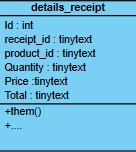 details_receipt
Id : int
receipt_id : tinytext
product_id : tinytext
Quantity : tinytext
Price :tinytext
Total : tinytext
+them()
+....